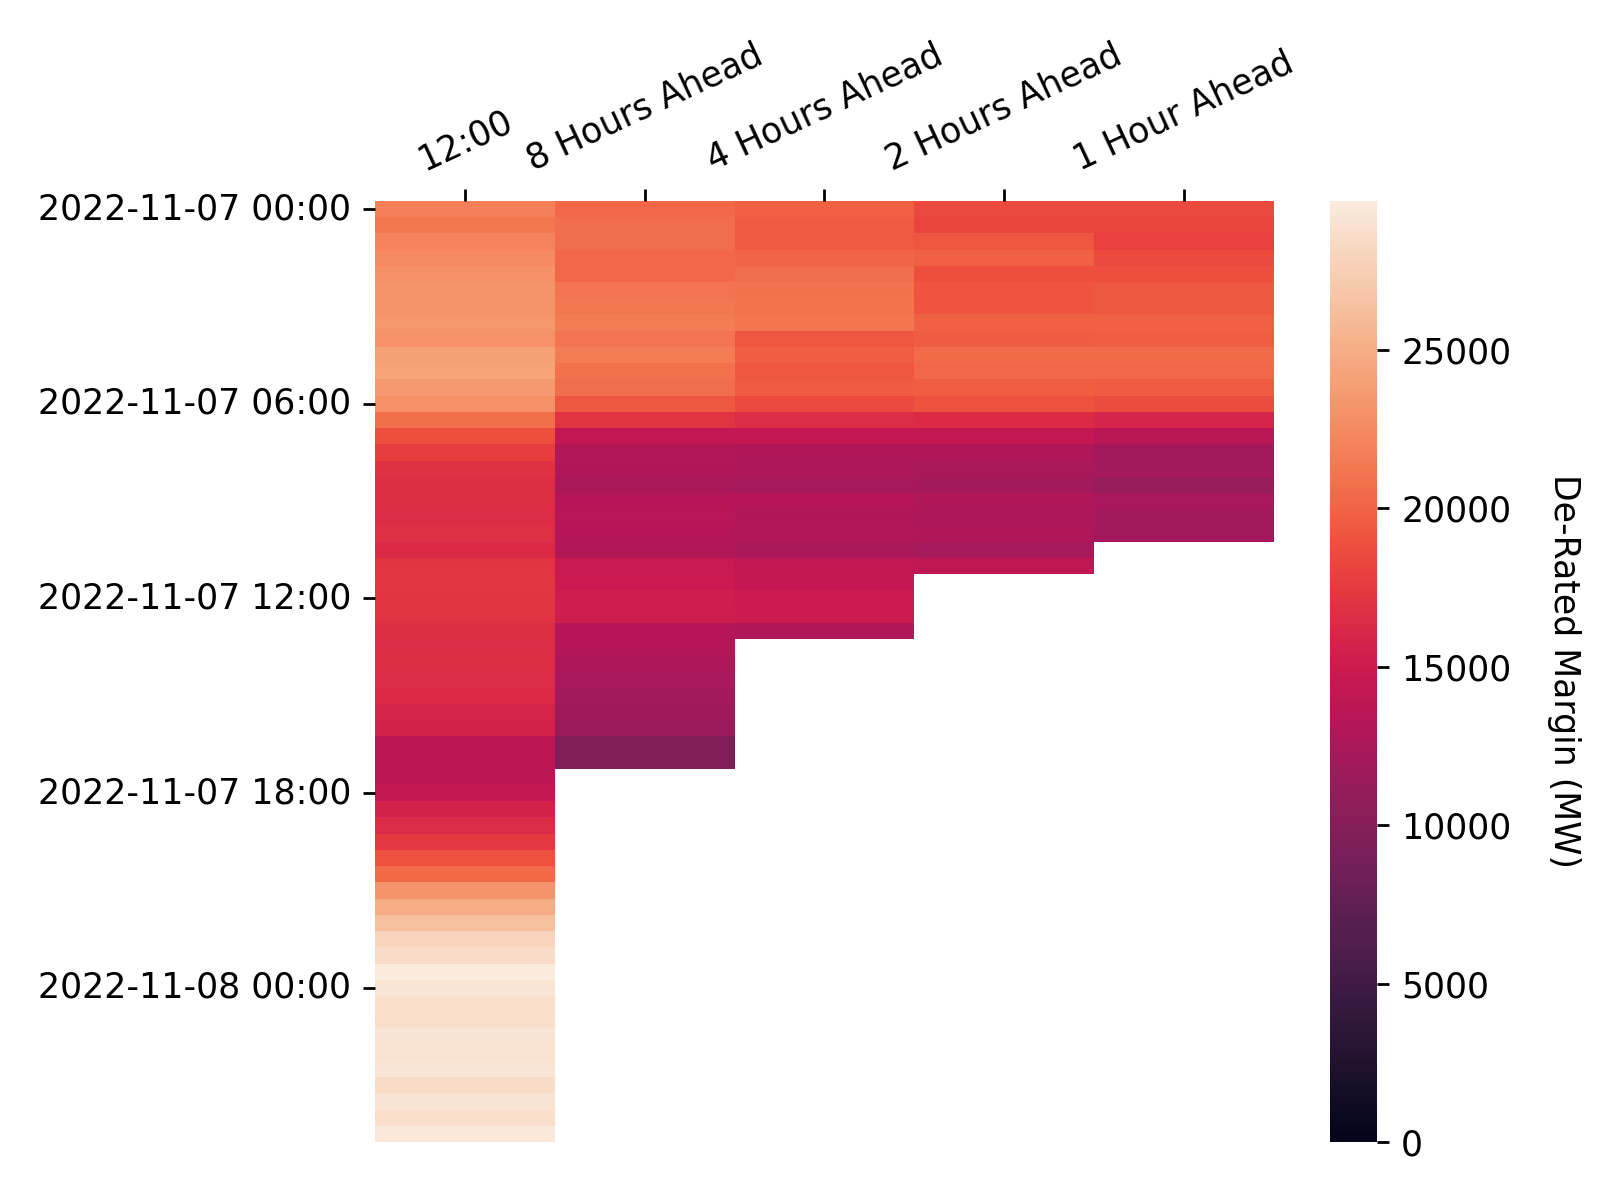 12:00
8 Hours Ahead
4 Hours Ahead
2 Hours Ahead
1 Hour Ahead
2022-11-07 00:00
2022-11-07 06:00
2022-11-07 12:00
2022-11-07 18:00
2022-11-08 00:00
25000
20000
15000
10000
5000
0
De-Rated Margin (MW)